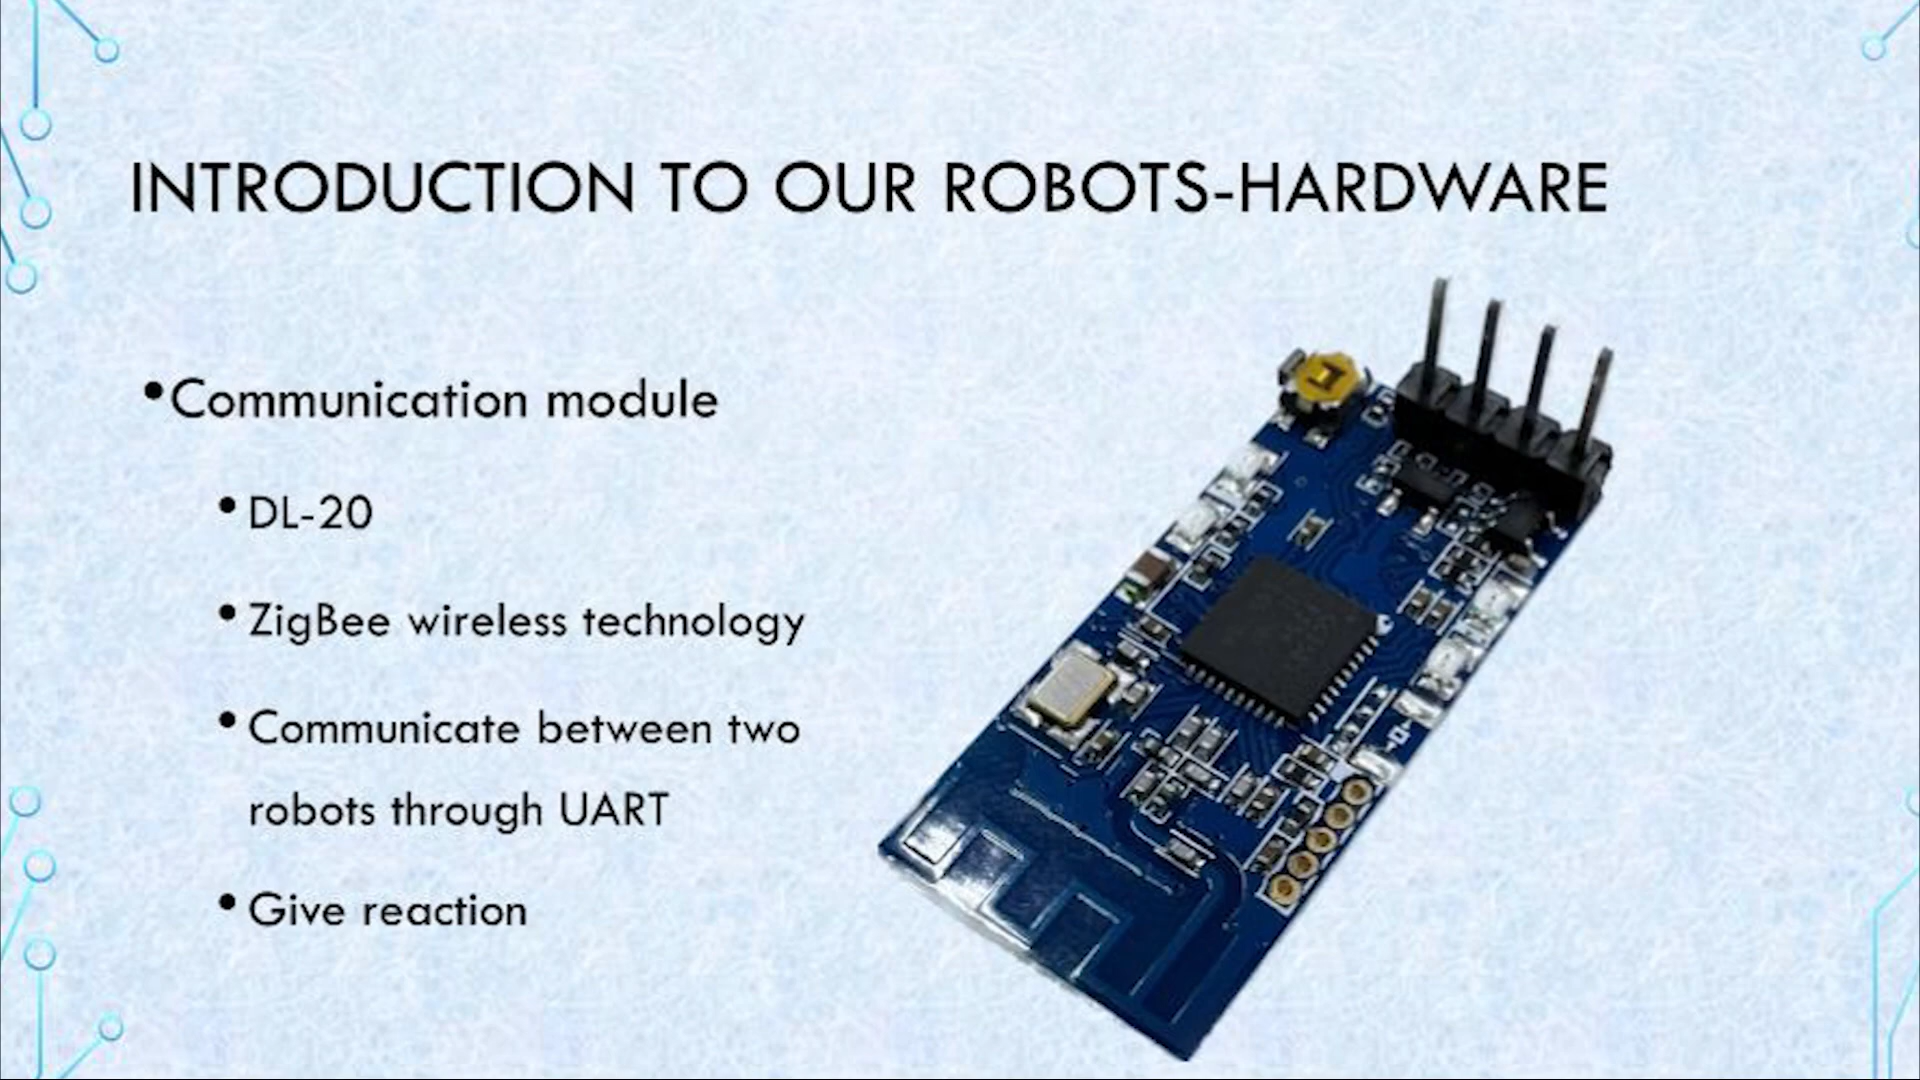 INTRODUCTION TO OUR ROBOTS-HARDWARE
•Communication module
•DL-20
•ZigBee wireless technology
•Communicate between two
robots through UART
•Give reaction